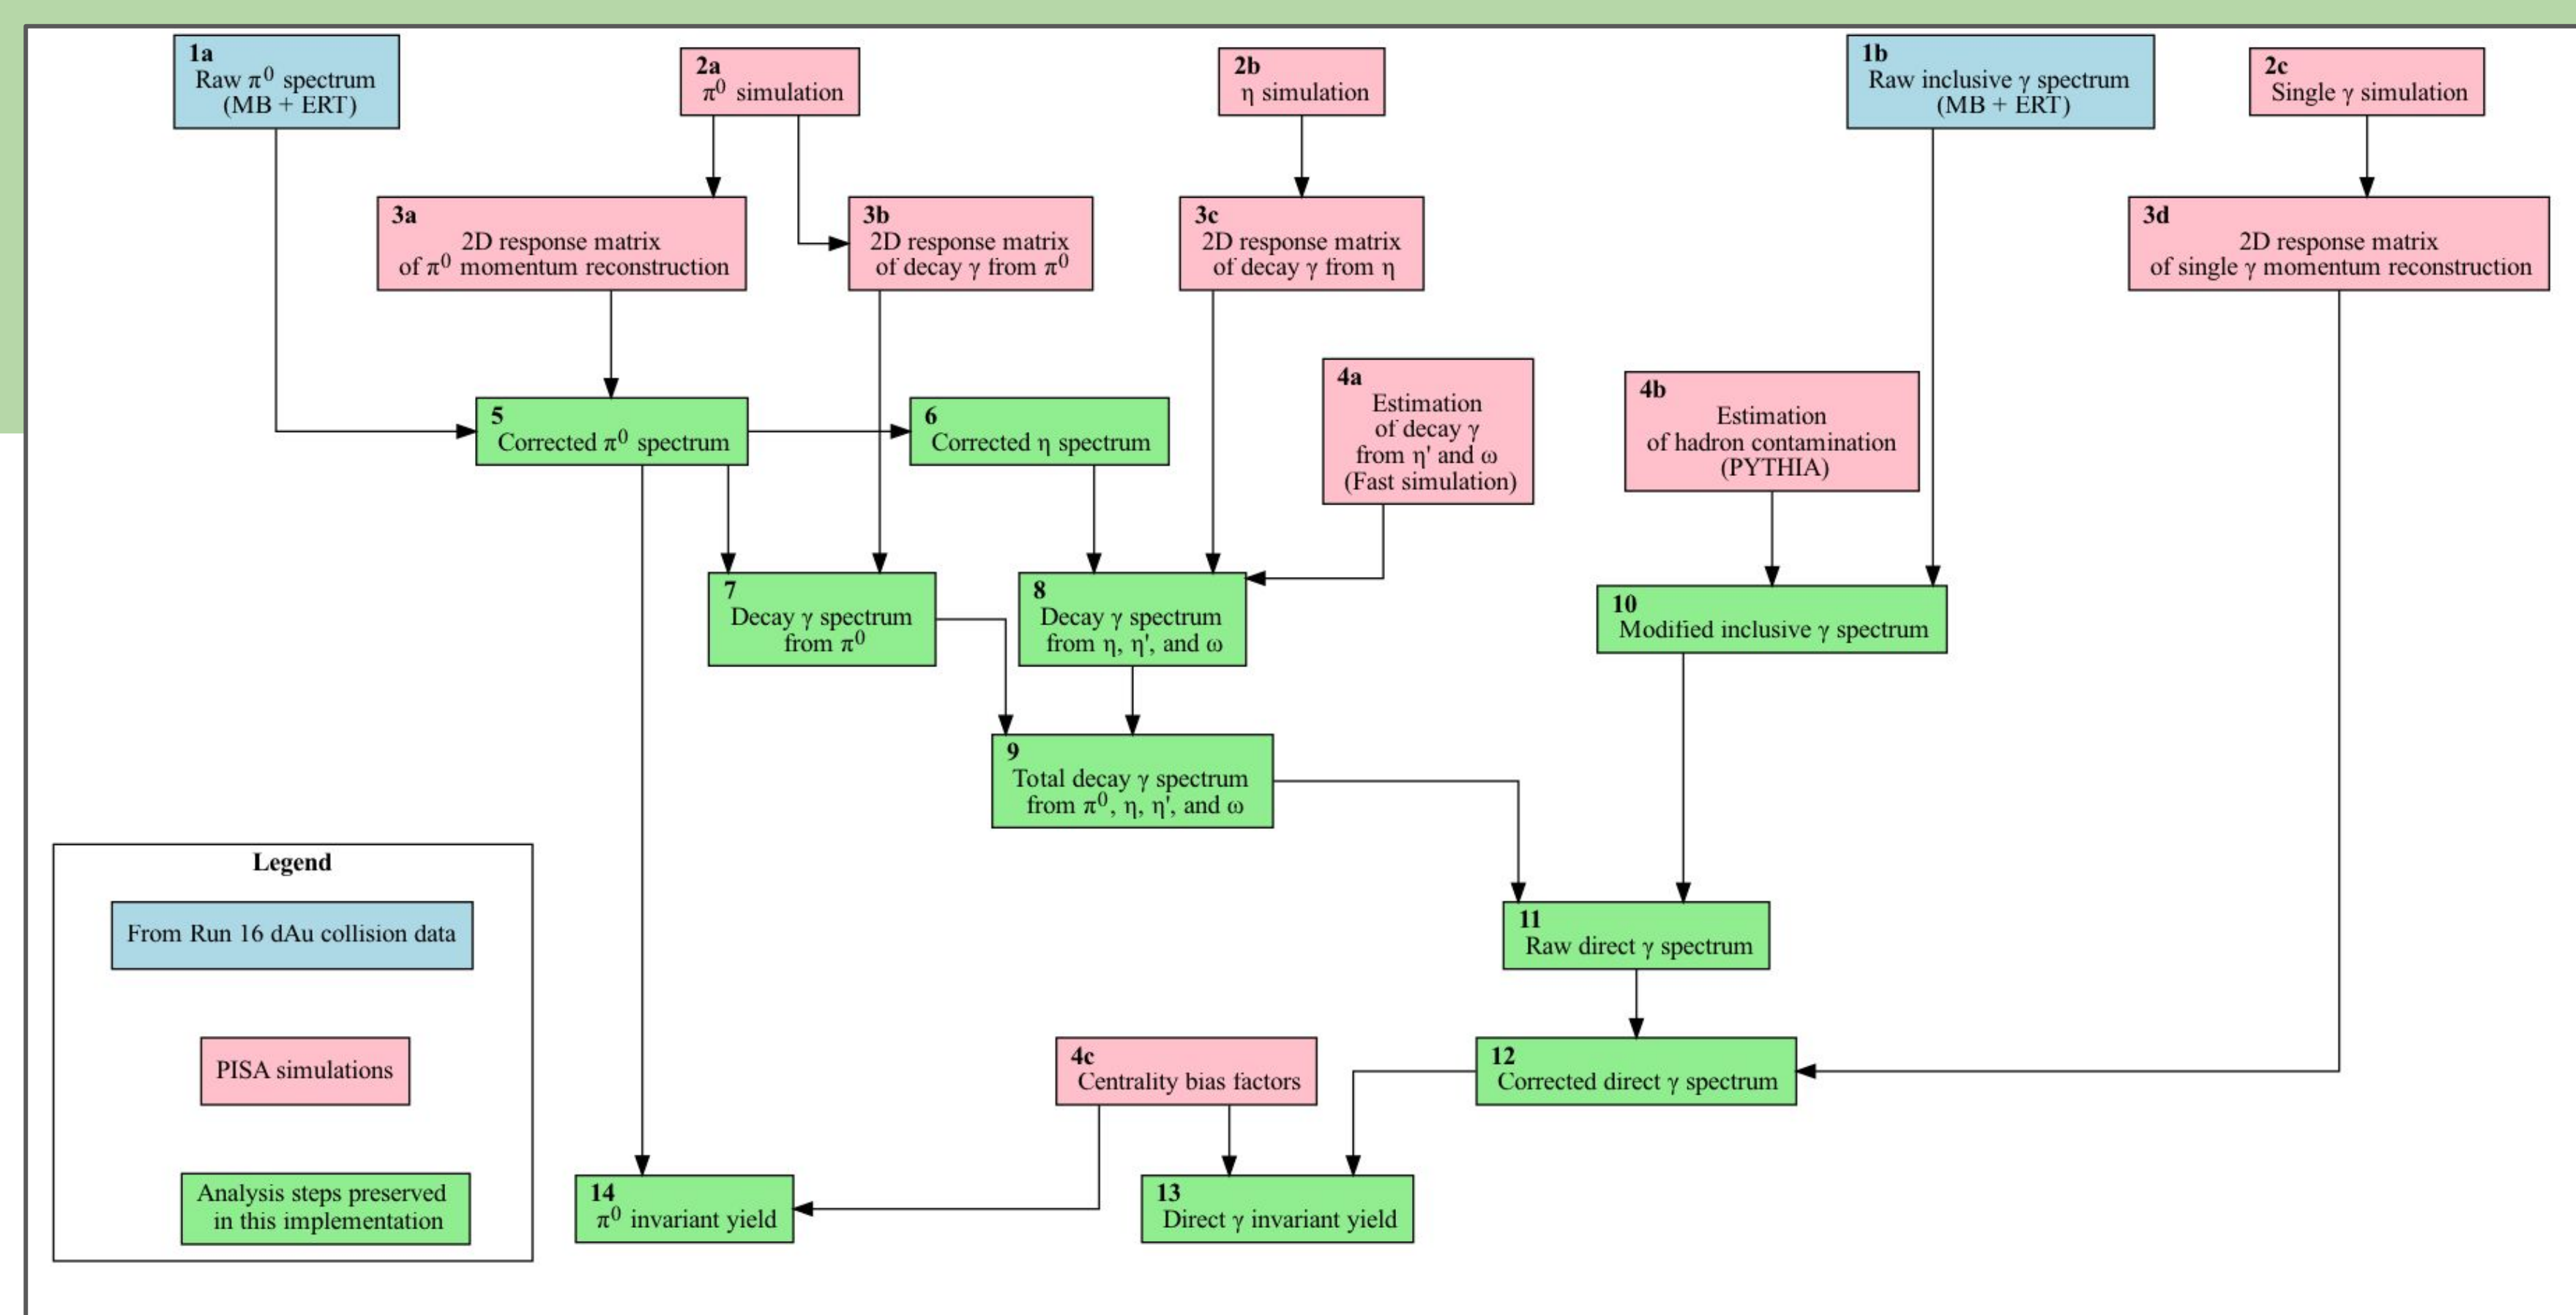 1a
Raw π⁰ spectrum
(MB + ERT)
2a
π⁰ simulation
2b
η simulation
1b
Raw inclusive γ spectrum
(MB + ERT)
2c
Single γ simulation
3a
2D response matrix
of π⁰ momentum reconstruction
3b
2D response matrix
of decay γ from π⁰
3c
2D response matrix
of decay γ from η
3d
2D response matrix
of single γ momentum reconstruction
4a
Estimation
of decay γ
from η' and ω
(Fast simulation)
4b
Estimation
of hadron contamination
(PYTHIA)
5
Corrected π⁰ spectrum
6
Corrected η spectrum
7
Decay γ spectrum
from π⁰
8
Decay γ spectrum
from η, η', and ω
10
Modified inclusive γ spectrum
9
Total decay γ spectrum
from π⁰, η, η', and ω
11
Raw direct γ spectrum
4c
Centrality bias factors
12
Corrected direct γ spectrum
14
π⁰ invariant yield
13
Direct γ invariant yield
Legend
From Run 16 dAu collision data
PISA simulations
Analysis steps preserved
in this implementation